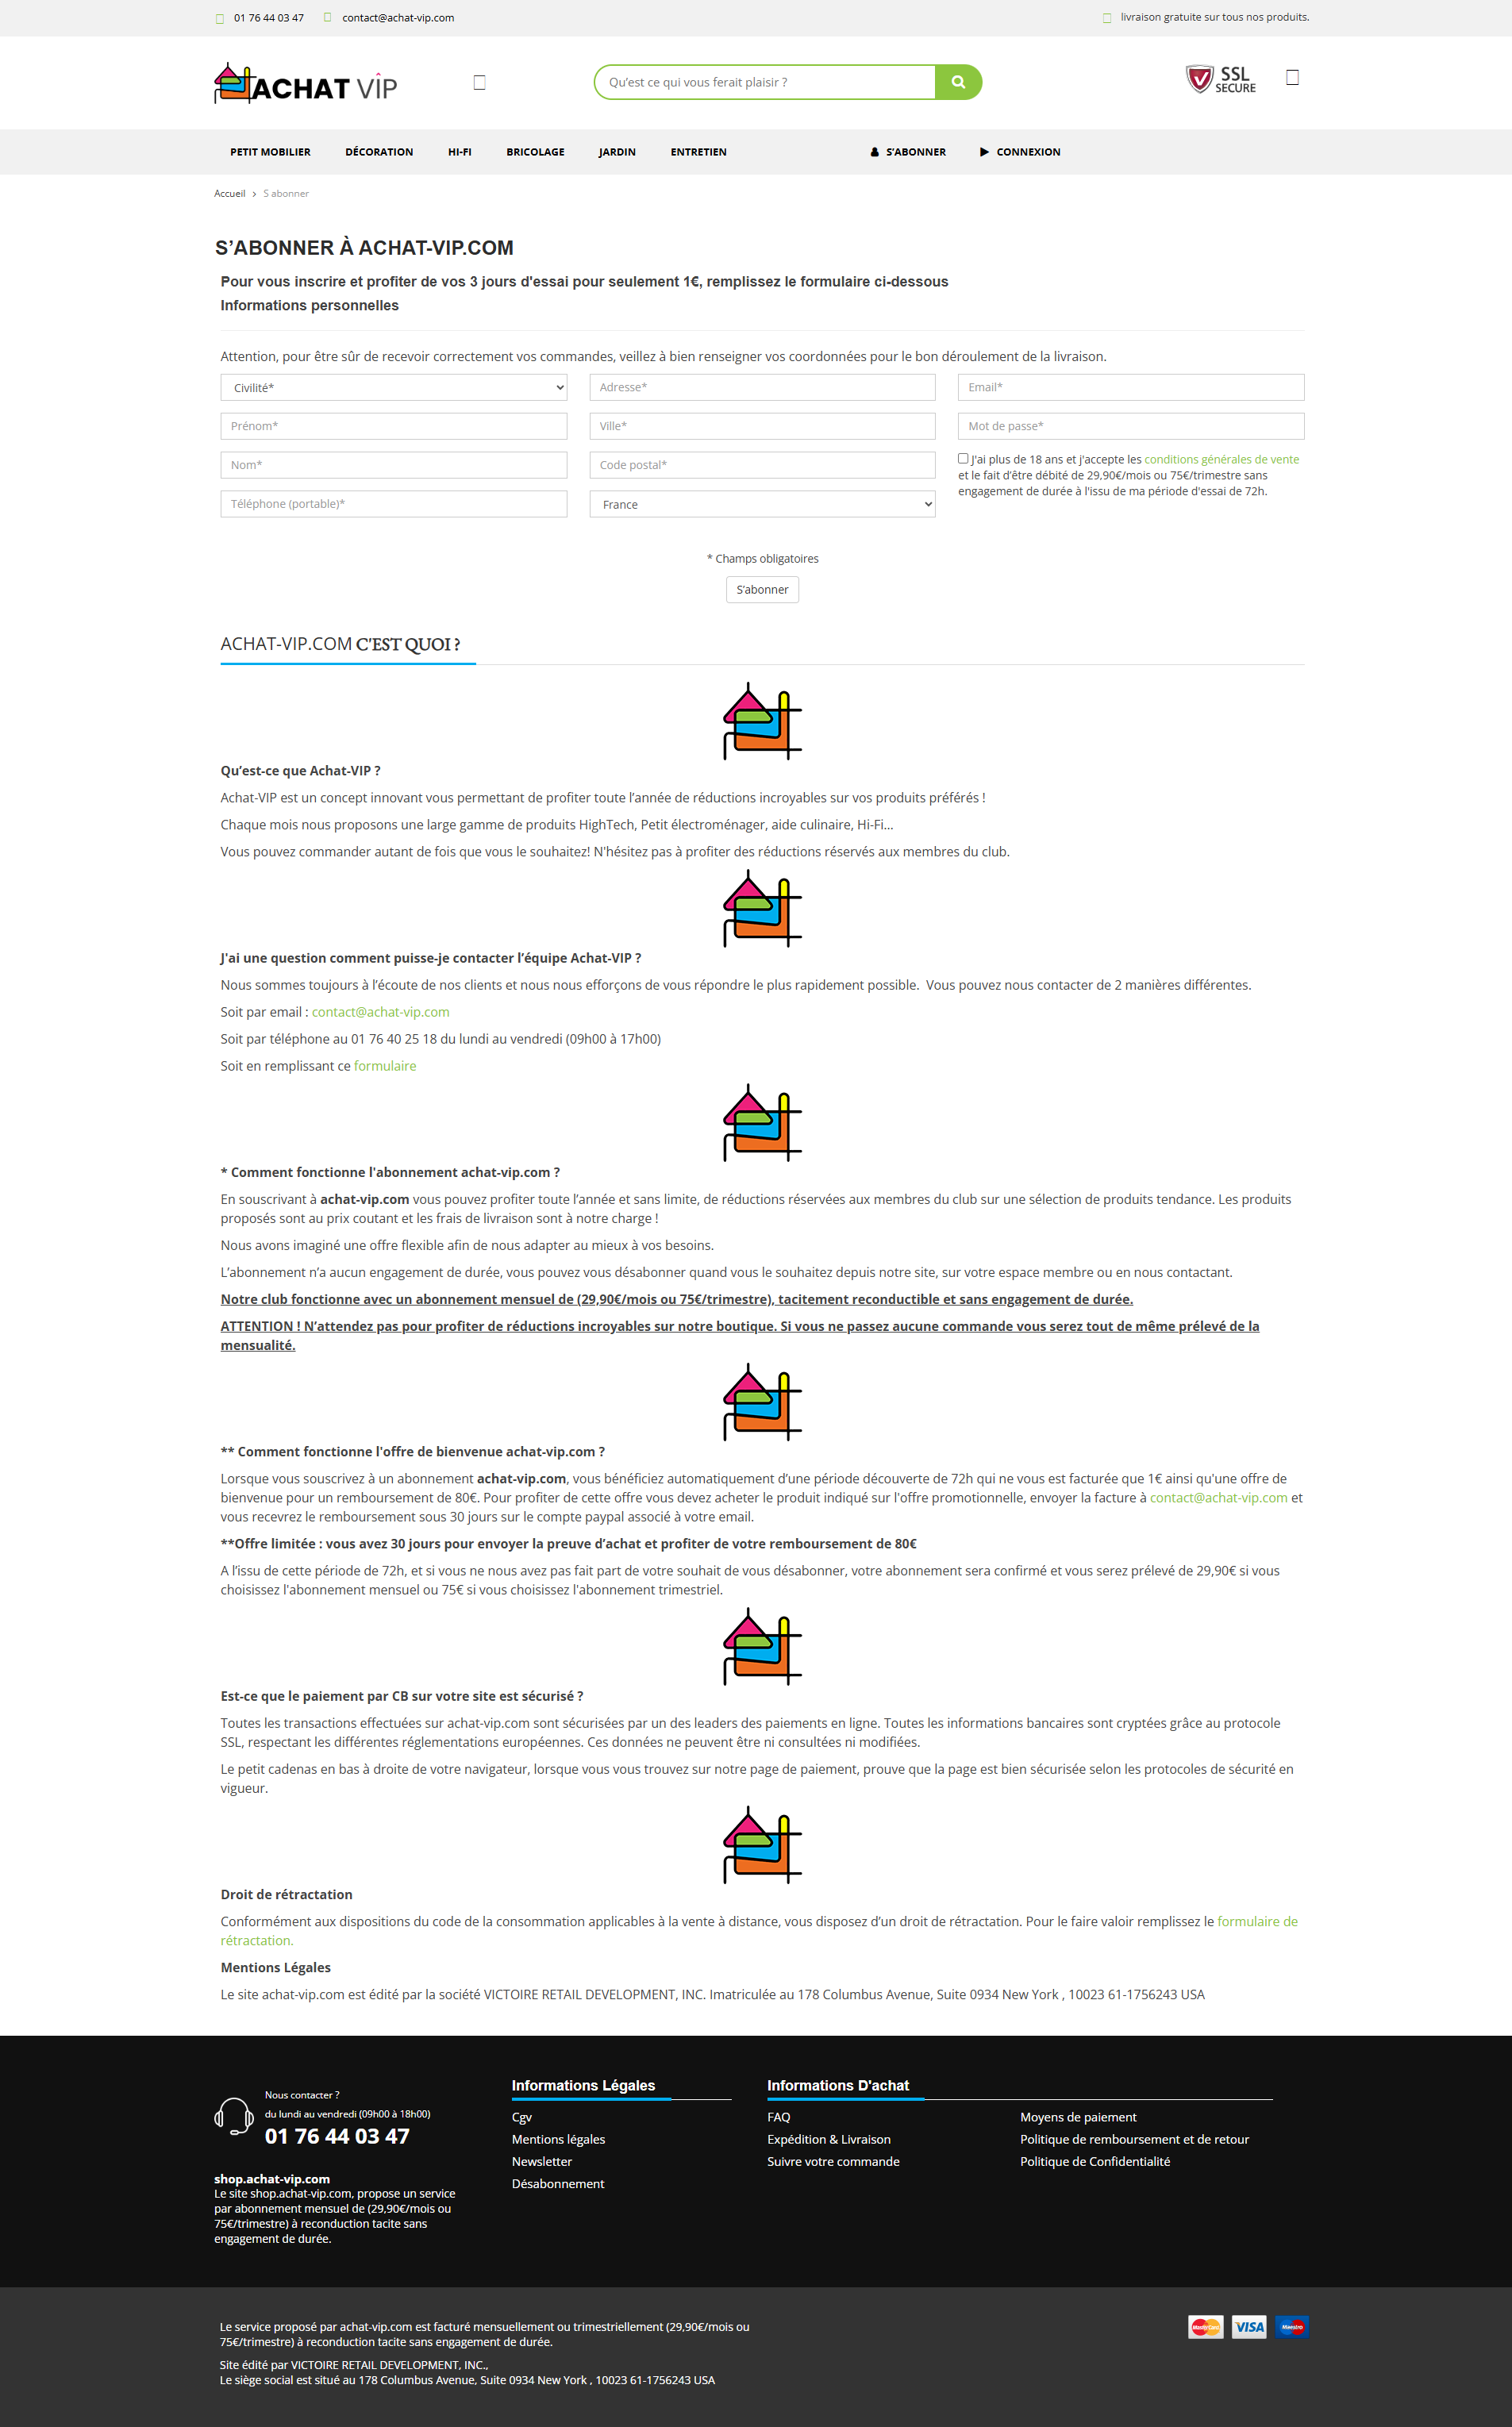 01 76 44 03 47
contact@achat-vip.com
livraison gratuite sur tous nos produits.
ACHAT VIP
Qu’est ce qui vous ferait plaisir ?
SSL
SECURE
PETIT MOBILIER
DÉCORATION
HI-FI
BRICOLAGE
JARDIN
ENTRETIEN
S'ABONNER
CONNEXION
Accueil > S abonner
S’ABONNER À ACHAT-VIP.COM
Pour vous inscrire et profiter de vos 3 jours d'essai pour seulement 1€, remplissez le formulaire ci-dessous
Informations personnelles
Attention, pour être sûr de recevoir correctement vos commandes, veillez à bien renseigner vos coordonnées pour le bon déroulement de la livraison.
Civilité*
Adresse*
Email*
Prénom*
Ville*
Mot de passe*
Nom*
Code postal*
J'ai plus de 18 ans et j'accepte les conditions générales de vente
et le fait d’être débité de 29,90€/mois ou 75€/trimestre sans
engagement de durée à l'issu de ma période d'essai de 72h.
Téléphone (portable)*
France
* Champs obligatoires
S'abonner
ACHAT-VIP.COM C'EST QUOI ?
Qu’est-ce que Achat-VIP ?
Achat-VIP est un concept innovant vous permettant de profiter toute l’année de réductions incroyables sur vos produits préférés !
Chaque mois nous proposons une large gamme de produits HighTech, Petit électroménager, aide culinaire, Hi-Fi…
Vous pouvez commander autant de fois que vous le souhaitez! N'hésitez pas à profiter des réductions réservés aux membres du club.
J'ai une question comment puisse-je contacter l’équipe Achat-VIP ?
Nous sommes toujours à l’écoute de nos clients et nous nous efforçons de vous répondre le plus rapidement possible.  Vous pouvez nous contacter de 2 manières différentes.
Soit par email : contact@achat-vip.com
Soit par téléphone au 01 76 40 25 18 du lundi au vendredi (09h00 à 17h00)
Soit en remplissant ce formulaire
* Comment fonctionne l'abonnement achat-vip.com ?
En souscrivant à achat-vip.com vous pouvez profiter toute l’année et sans limite, de réductions réservées aux membres du club sur une sélection de produits tendance. Les produits
proposés sont au prix coutant et les frais de livraison sont à notre charge !
Nous avons imaginé une offre flexible afin de nous adapter au mieux à vos besoins.
L’abonnement n’a aucun engagement de durée, vous pouvez vous désabonner quand vous le souhaitez depuis notre site, sur votre espace membre ou en nous contactant.
Notre club fonctionne avec un abonnement mensuel de (29,90€/mois ou 75€/trimestre), tacitement reconductible et sans engagement de durée.
ATTENTION ! N’attendez pas pour profiter de réductions incroyables sur notre boutique. Si vous ne passez aucune commande vous serez tout de même prélevé de la
mensualité.
** Comment fonctionne l'offre de bienvenue achat-vip.com ?
Lorsque vous souscrivez à un abonnement achat-vip.com, vous bénéficiez automatiquement d’une période découverte de 72h qui ne vous est facturée que 1€ ainsi qu'une offre de
bienvenue pour un remboursement de 80€. Pour profiter de cette offre vous devez acheter le produit indiqué sur l'offre promotionnelle, envoyer la facture à contact@achat-vip.com et
vous recevrez le remboursement sous 30 jours sur le compte paypal associé à votre email.
**Offre limitée : vous avez 30 jours pour envoyer la preuve d’achat et profiter de votre remboursement de 80€
A l’issu de cette période de 72h, et si vous ne nous avez pas fait part de votre souhait de vous désabonner, votre abonnement sera confirmé et vous serez prélevé de 29,90€ si vous
choisissez l'abonnement mensuel ou 75€ si vous choisissez l'abonnement trimestriel.
Est-ce que le paiement par CB sur votre site est sécurisé ?
Toutes les transactions effectuées sur achat-vip.com sont sécurisées par un des leaders des paiements en ligne. Toutes les informations bancaires sont cryptées grâce au protocole
SSL, respectant les différentes réglementations européennes. Ces données ne peuvent être ni consultées ni modifiées.
Le petit cadenas en bas à droite de votre navigateur, lorsque vous vous trouvez sur notre page de paiement, prouve que la page est bien sécurisée selon les protocoles de sécurité en
vigueur.
Droit de rétractation
Conformément aux dispositions du code de la consommation applicables à la vente à distance, vous disposez d’un droit de rétractation. Pour le faire valoir remplissez le formulaire de
rétractation.
Mentions Légales
Le site achat-vip.com est édité par la société VICTOIRE RETAIL DEVELOPMENT, INC. Imatriculée au 178 Columbus Avenue, Suite 0934 New York , 10023 61-1756243 USA
Nous contacter ?
du lundi au vendredi (09h00 à 18h00)
01 76 44 03 47
shop.achat-vip.com
Le site shop.achat-vip.com, propose un service
par abonnement mensuel de (29,90€/mois ou
75€/trimestre) à reconduction tacite sans
engagement de durée.
Informations Légales
Cgv
Mentions légales
Newsletter
Désabonnement
Informations D'achat
FAQ
Expédition & Livraison
Suivre votre commande
Moyens de paiement
Politique de remboursement et de retour
Politique de Confidentialité
Le service proposé par achat-vip.com est facturé mensuellement ou trimestriellement (29,90€/mois ou
75€/trimestre) à reconduction tacite sans engagement de durée.
Site édité par VICTOIRE RETAIL DEVELOPMENT, INC.,
Le siège social est situé au 178 Columbus Avenue, Suite 0934 New York , 10023 61-1756243 USA
MasterCard
VISA
Maestro